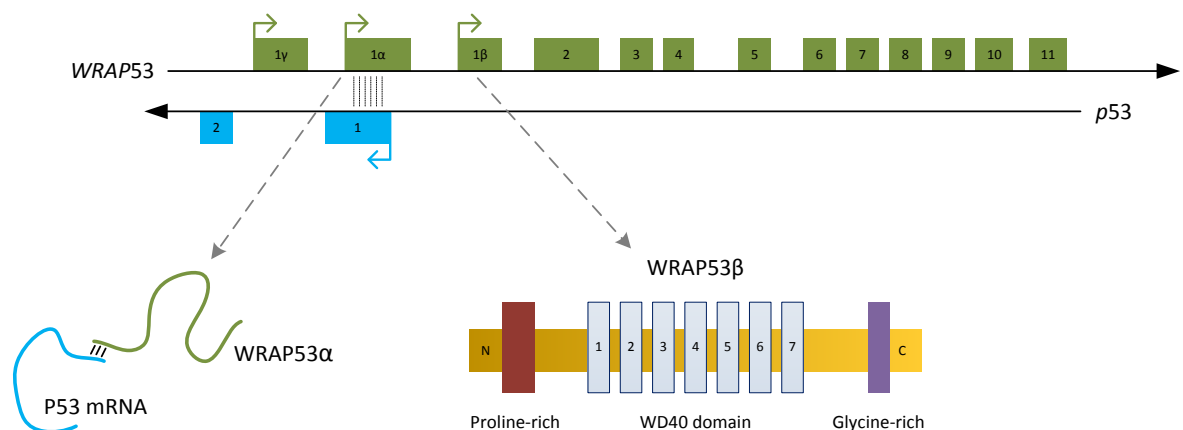 1γ 1α 1β 2 3 4 5 6 7 8 9 10 11
WRAP53
p53
2 1
WRAP53β
WRAP53α
P53 mRNA
N 1 2 3 4 5 6 7 C
Proline-rich WD40 domain Glycine-rich